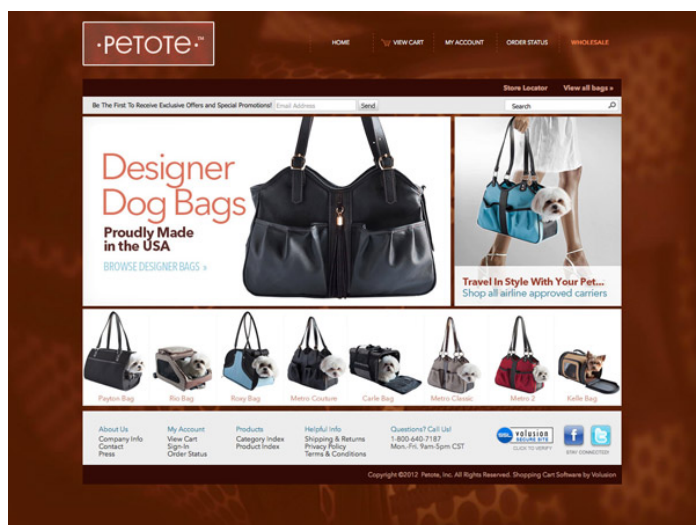 ·PETOTE·™
HOME VIEW CART MY ACCOUNT ORDER STATUS WHOLESALE
Store Locator View all bags »
Be The First To Receive Exclusive Offers and Special Promotions! Email Address Send Search
Designer
Dog Bags
Proudly Made
in the USA
BROWSE DESIGNER BAGS »
Travel In Style With Your Pet...
Shop all airline approved carriers
Payton Bag Rio Bag Roxy Bag Metro Couture Carle Bag Metro Classic Metro 2 Kelle Bag
About Us My Account Products Helpful Info Questions? Call Us!
Company Info View Cart Category Index Shipping & Returns 1-800-640-7187
Contact Sign-In Product Index Privacy Policy Mon.-Fri. 9am-5pm CST
Press Order Status Terms & Conditions
volusion
SECURE SITE
CLICK TO VERIFY
f t
STAY CONNECTED!
Copyright ©2012 Petote, Inc. All Rights Reserved. Shopping Cart Software by Volusion